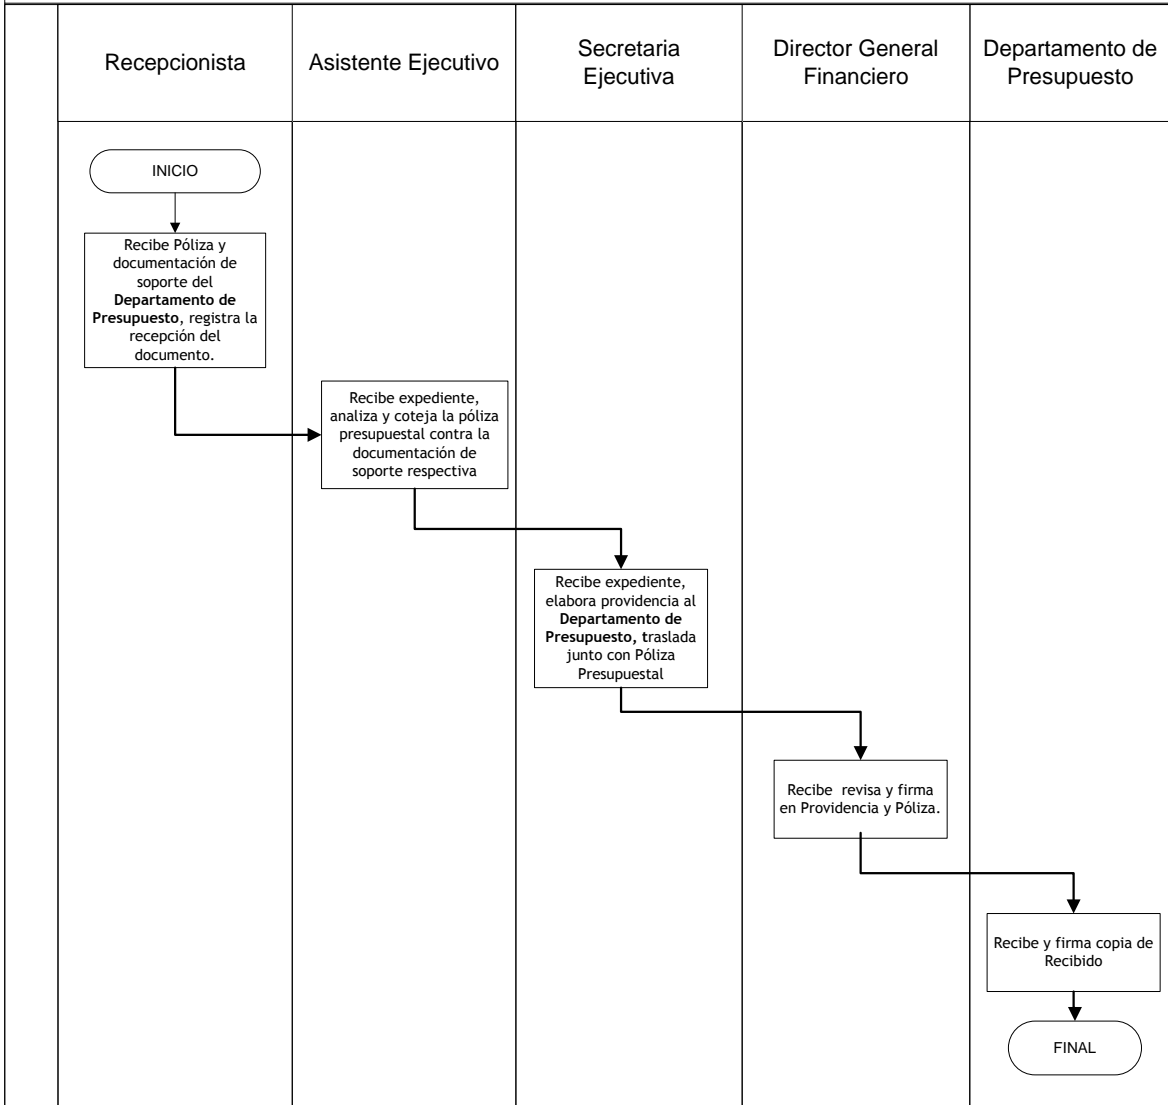 Recepcionista
Asistente Ejecutivo
Secretaria
Ejecutiva
Director General
Financiero
Departamento de
Presupuesto
INICIO
Recibe Póliza y
documentación de
soporte del
Departamento de
Presupuesto, registra la
recepción del
documento.
Recibe expediente,
analiza y coteja la póliza
presupuestal contra la
documentación de
soporte respectiva
Recibe expediente,
elabora providencia al
Departamento de
Presupuesto, traslada
junto con Póliza
Presupuestal
Recibe revisa y firma
en Providencia y Póliza.
Recibe y firma copia de
Recibido
FINAL